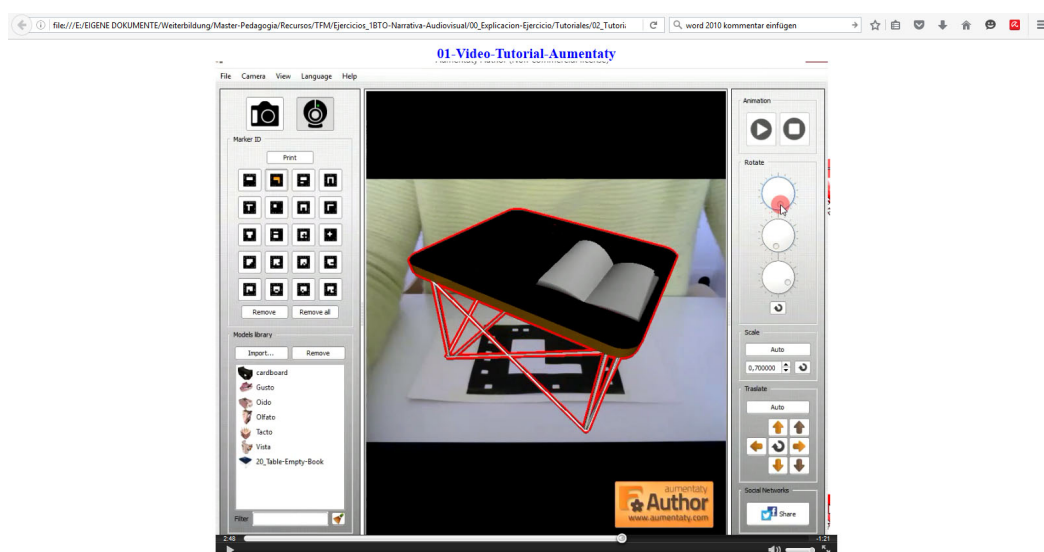 file:///E:/EIGENE DOKUMENTE/Weiterbildung/Master-Pedagogia/Recursos/TFM/Ejercicios_1BTO-Narrativa-Audiovisual/00_Explicacion-Ejercicio/Tutoriales/02_Tutori
word 2010 kommentar einfügen
01-Video-Tutorial-Aumentaty
File Camera View Language Help
Marker ID
Print
Remove Remove all
Models library
Import... Remove
cardboard
Gusto
Oido
Olfato
Tacto
Vista
20_Table-Empty-Book
Filter
Animation
Rotate
Scale
Auto
0,700000
Traslate
Auto
Social Networks
Share
aumentaty
Author
www.aumentaty.com
2:48 -1:21